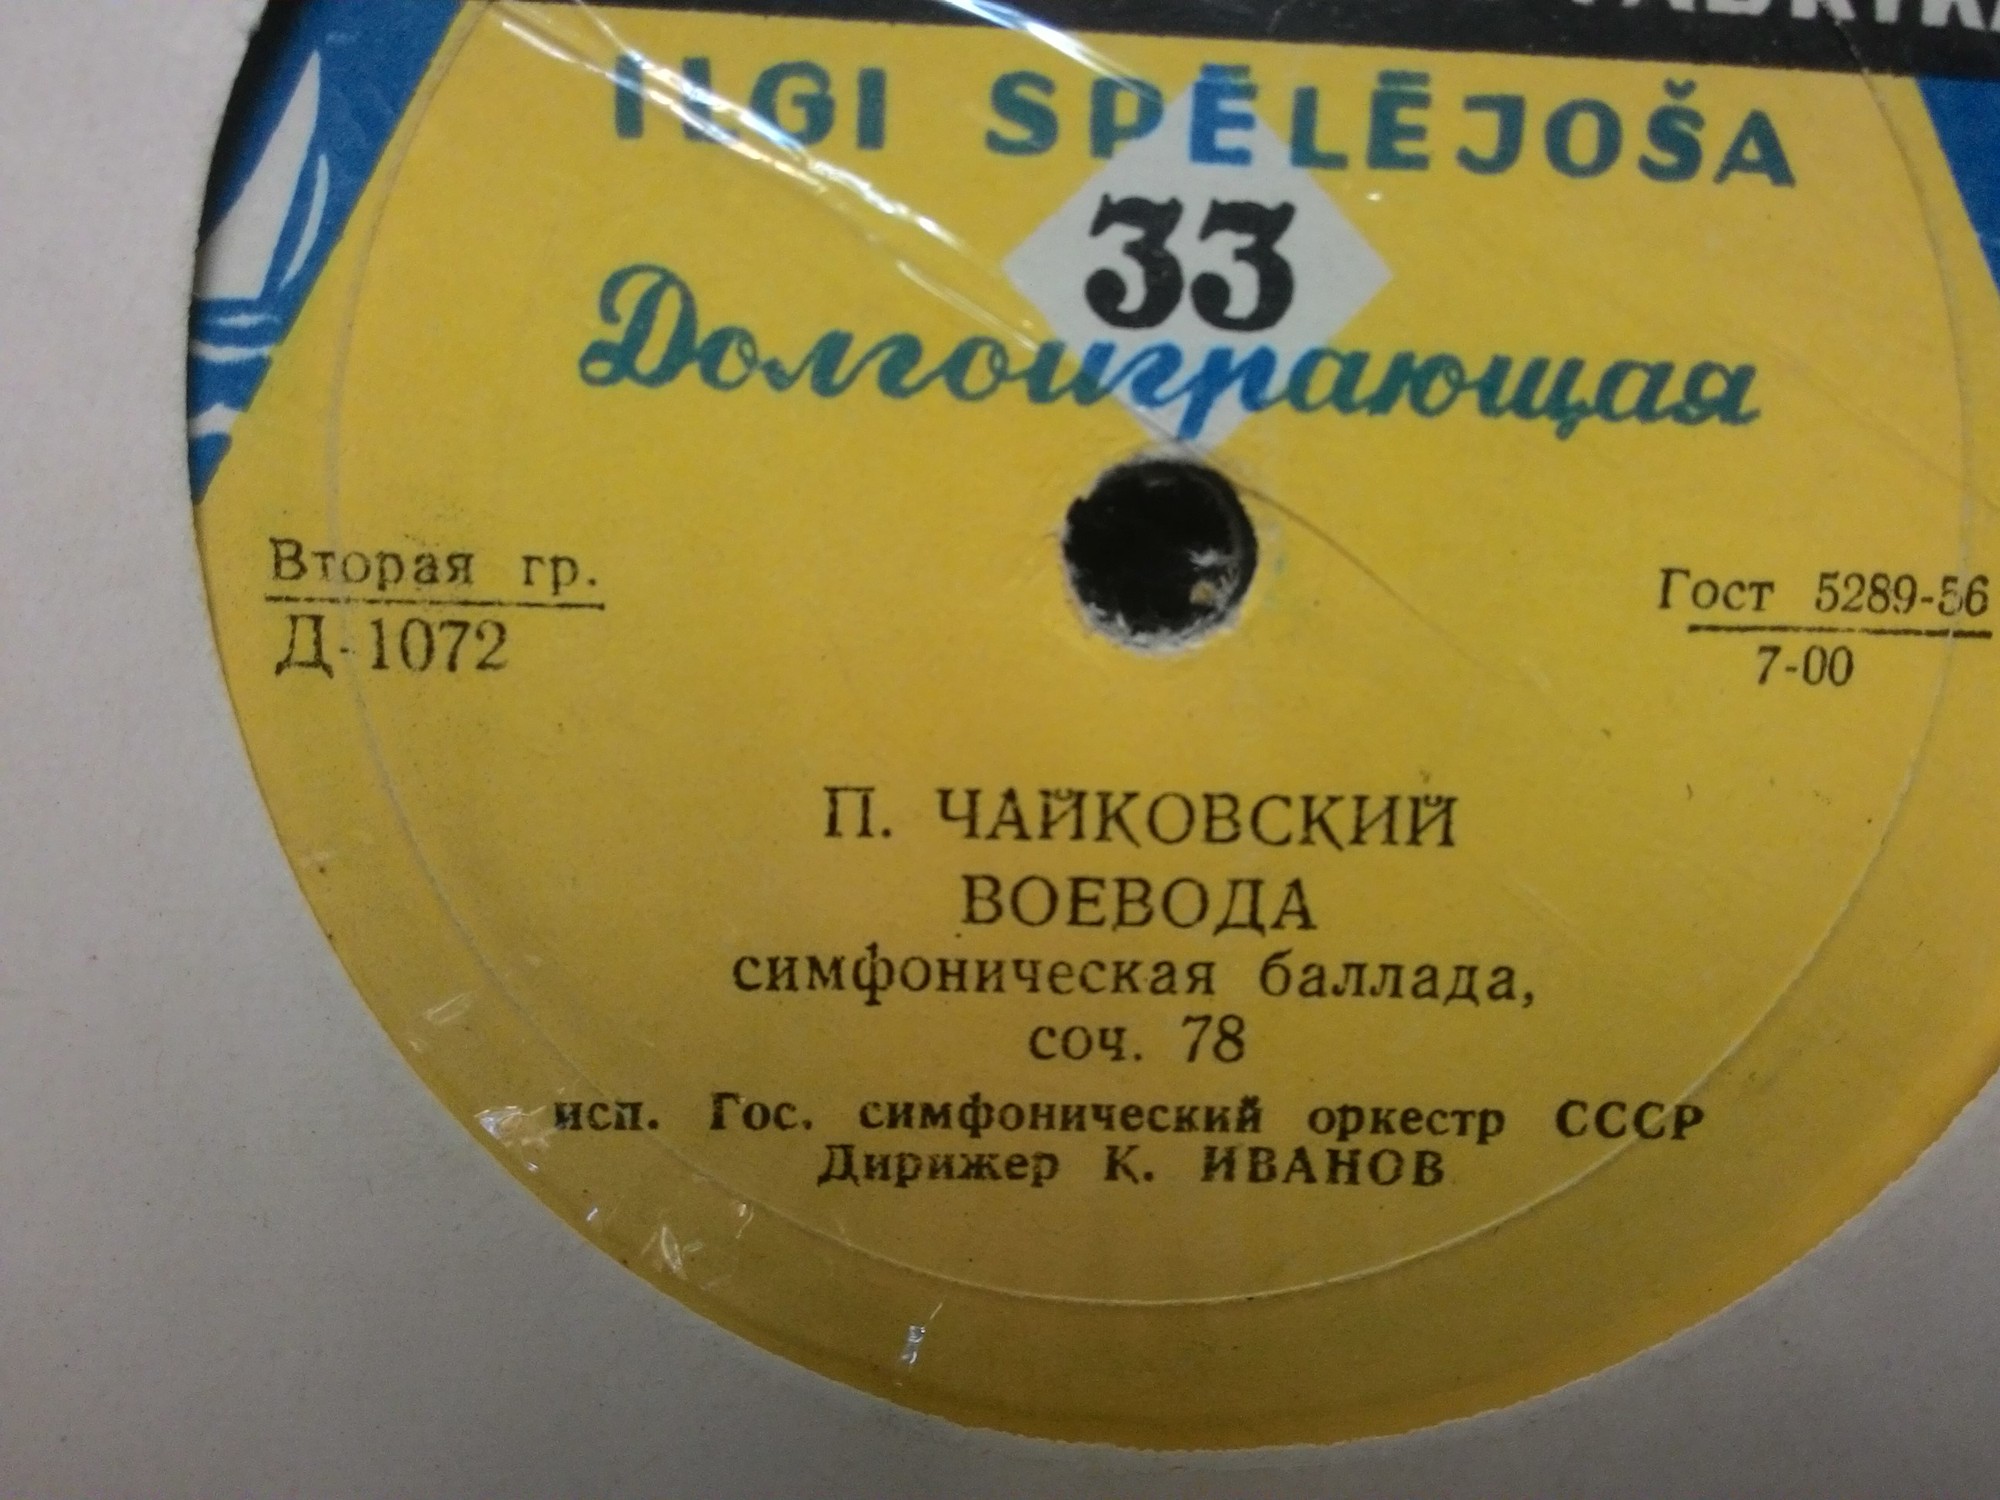 ILGI SPĒLĒJOŠA
33
Долгоиграющая
Вторая гр.
Д-1072
Гост 5289-56
7-00
П. ЧАЙКОВСКИЙ
ВОЕВОДА
симфоническая баллада,
соч. 78
исп. Гос. симфонический оркестр СССР
Дирижер К. ИВАНОВ